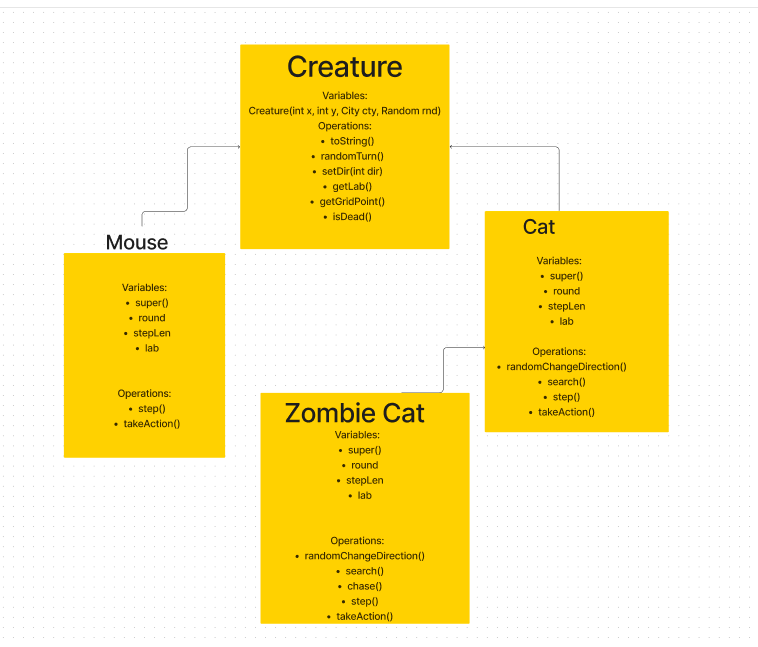 Creature
Variables:
Creature(int x, int y, City cty, Random rnd)
Operations:
• toString()
• randomTurn()
• setDir(int dir)
• getLab()
• getGridPoint()
• isDead()
Mouse
Variables:
• super()
• round
• stepLen
• lab
Operations:
• step()
• takeAction()
Cat
Variables:
• super()
• round
• stepLen
• lab
Operations:
• randomChangeDirection()
• search()
• step()
• takeAction()
Zombie Cat
Variables:
• super()
• round
• stepLen
• lab
Operations:
• randomChangeDirection()
• search()
• chase()
• step()
• takeAction()